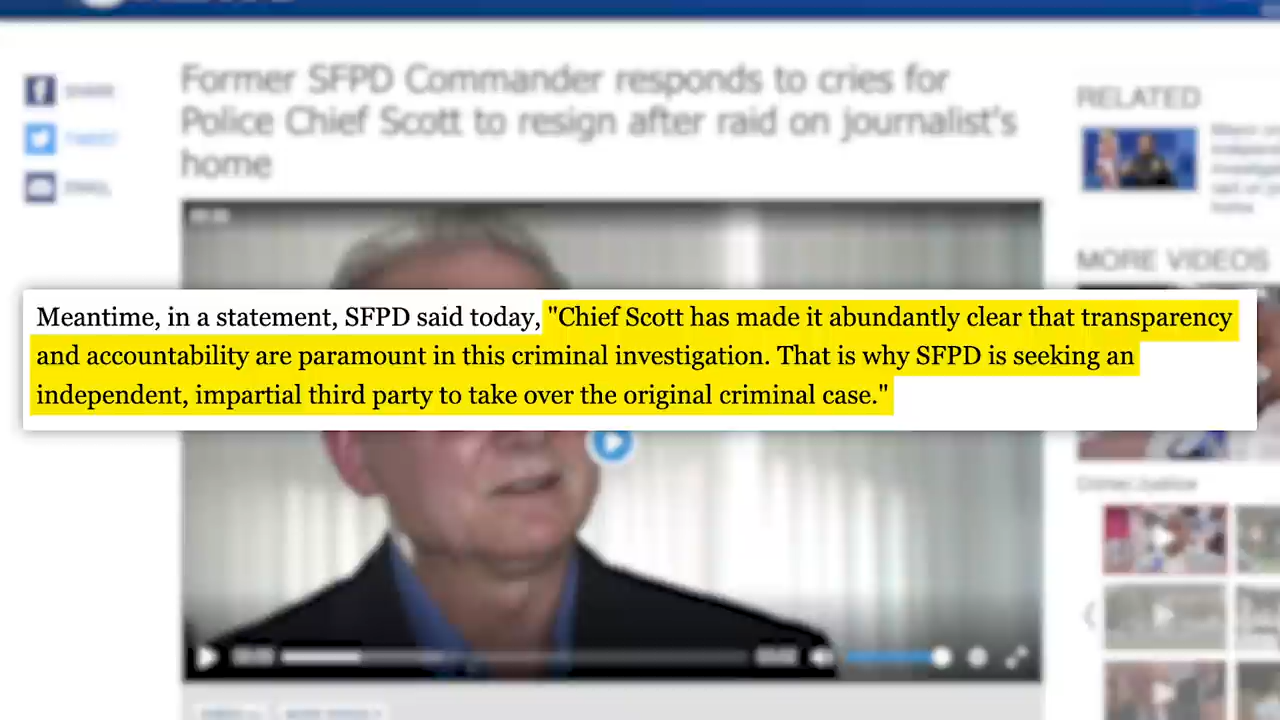 Former SFPD Commander responds to cries for
Police Chief Scott to resign after raid on journalist's
home
SHARE
TWEET
EMAIL
RELATED
MORE VIDEOS
Meantime, in a statement, SFPD said today, "Chief Scott has made it abundantly clear that transparency
and accountability are paramount in this criminal investigation. That is why SFPD is seeking an
independent, impartial third party to take over the original criminal case."